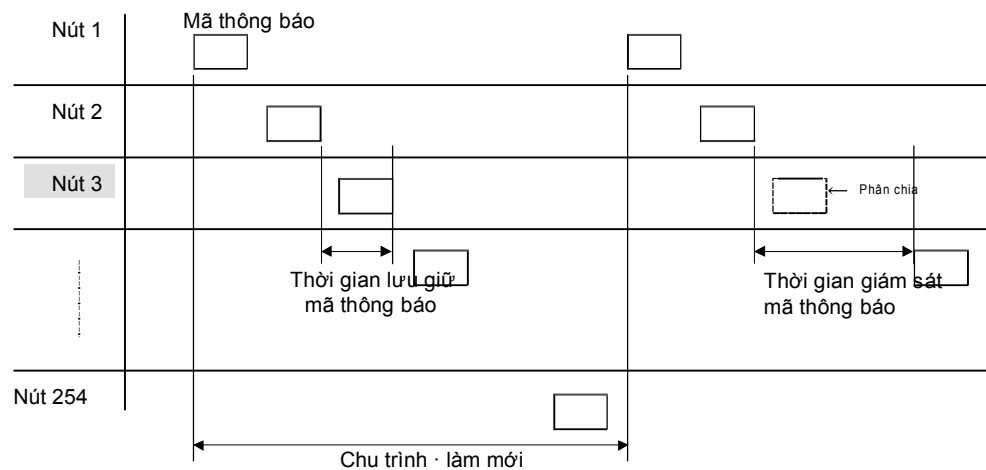 Mã thông báo
Nút 1
Nút 2
Nút 3
← Phân chia
Thời gian lưu giữ
mã thông báo
Thời gian giám sát
mã thông báo
Nút 254
Chu trình · làm mới